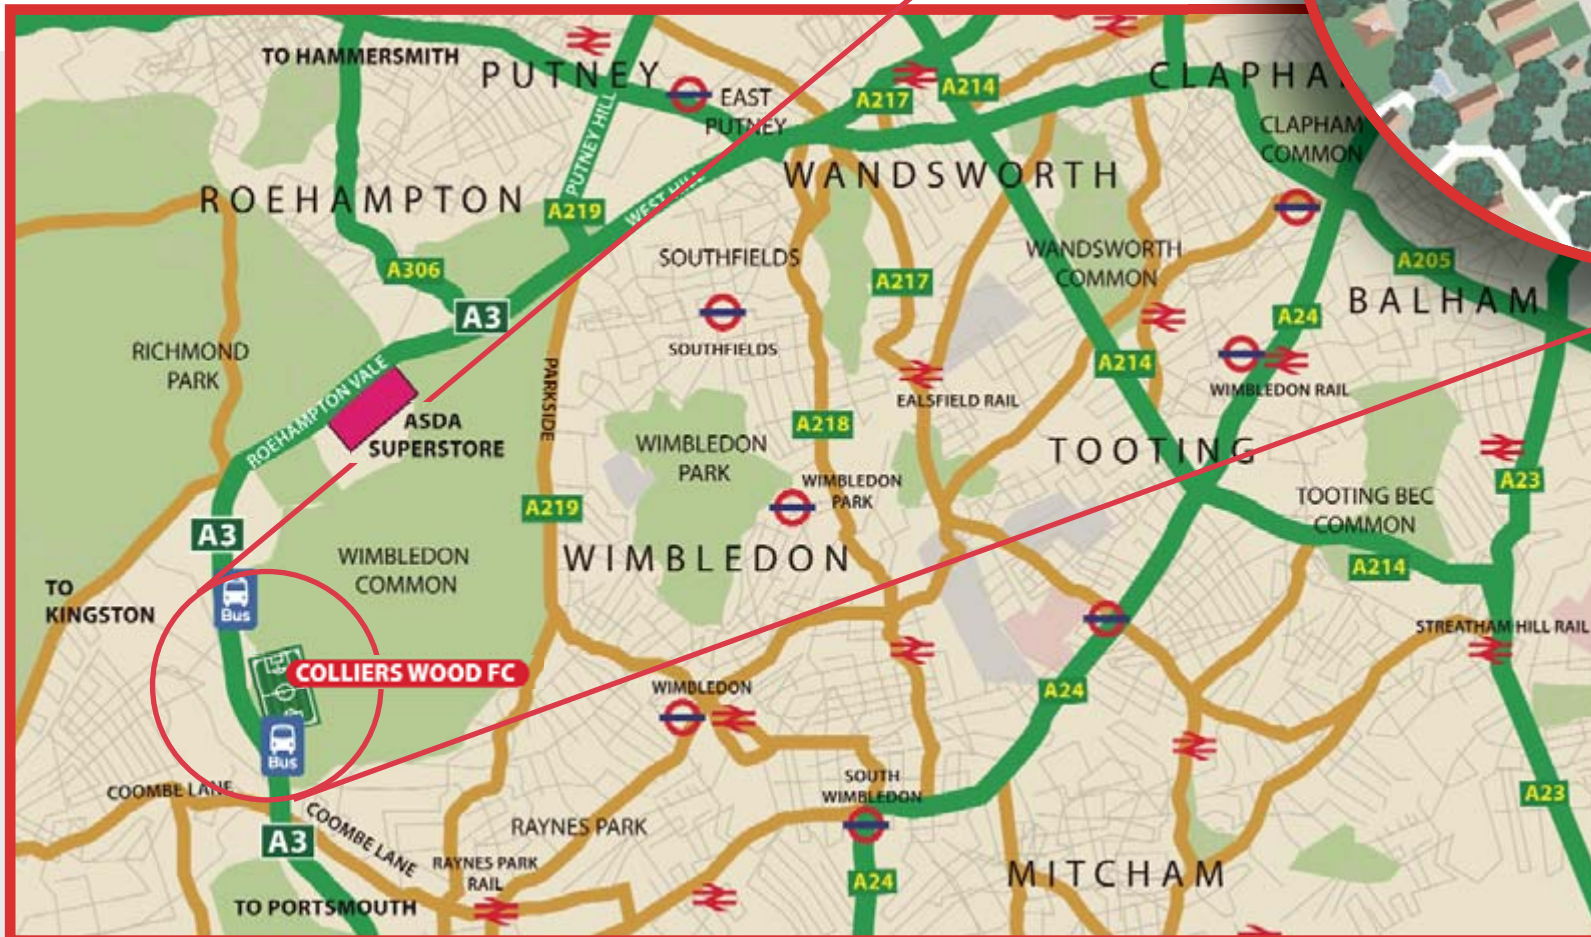 TO HAMMERSMITH
PUTNEY
EAST
PUTNEY
PUTNEY HILL
A217
A214
CLAPHA
CLAPHAM
COMMON
ROEHAMPTON
A219
WEST HILL
WANDSWORTH
A306
A3
SOUTHFIELDS
SOUTHFIELDS
A217
WANDSWORTH
COMMON
A205
BALHAM
A24
RICHMOND
PARK
ROEHAMPTON VALE
ASDA
SUPERSTORE
PARKSIDE
A214
WIMBLEDON RAIL
EALSFIELD RAIL
A218
WIMBLEDON
PARK
WIMBLEDON
PARK
TOOTING
A23
TOOTING BEC
COMMON
A219
A3
WIMBLEDON
WIMBLEDON
COMMON
A214
TO
KINGSTON
Bus
STREATHAM HILL RAIL
COLLIERS WOOD FC
WIMBLEDON
A24
Bus
COOMBE LANE
SOUTH
WIMBLEDON
A23
A3
COOMBE LANE
RAYNES PARK
RAYNES PARK
RAIL
MITCHAM
A24
TO PORTSMOUTH